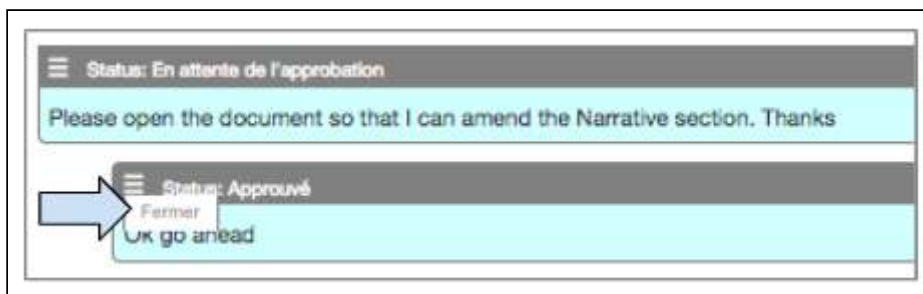 Status: En attente de l'approbation
Please open the document so that I can amend the Narrative section. Thanks
Status: Approuvé
Fermer
Ok go ahead